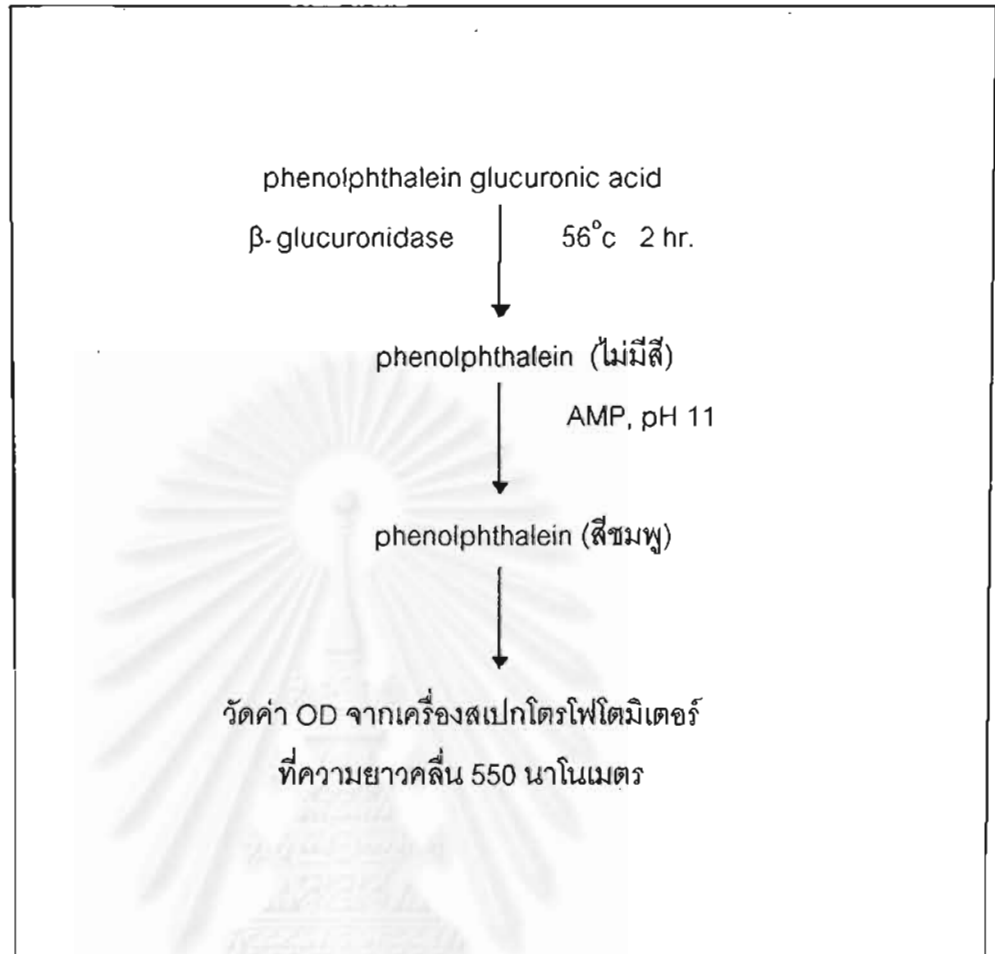 phenolphthalein glucuronic acid
β-glucuronidase 56°c 2 hr.
phenolphthalein (ไม่มีสี)
AMP, pH 11
phenolphthalein (สีชมพู)
วัดค่า OD จากเครื่องสเปกโตรโฟโตมิเตอร์
ที่ความยาวคลื่น 550 นาโนเมตร